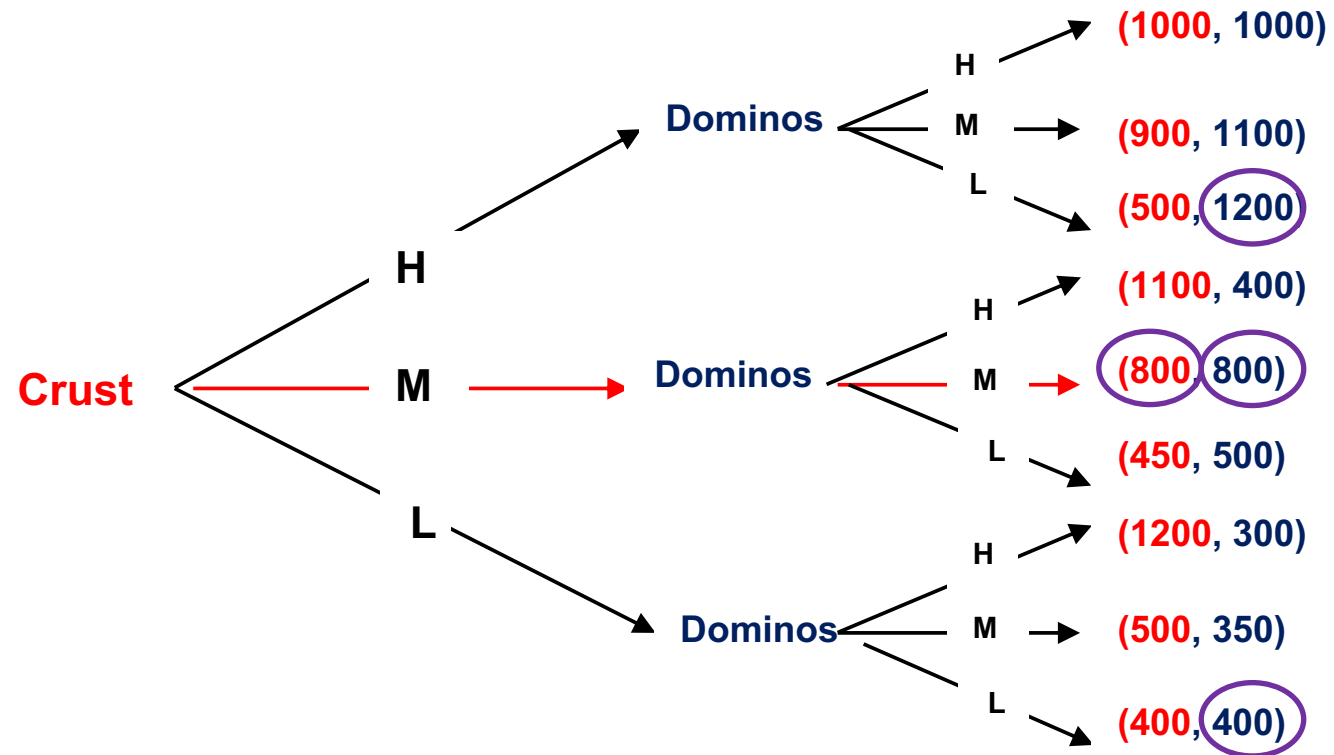 (1000, 1000)
H
Dominos
M
(900, 1100)
L
(500, 1200
H
(1100, 400)
H
Crust
M
Dominos
M
(800, 800)
L
(450, 500)
L
(1200, 300)
H
Dominos
M
(500, 350)
L
(400, 400)